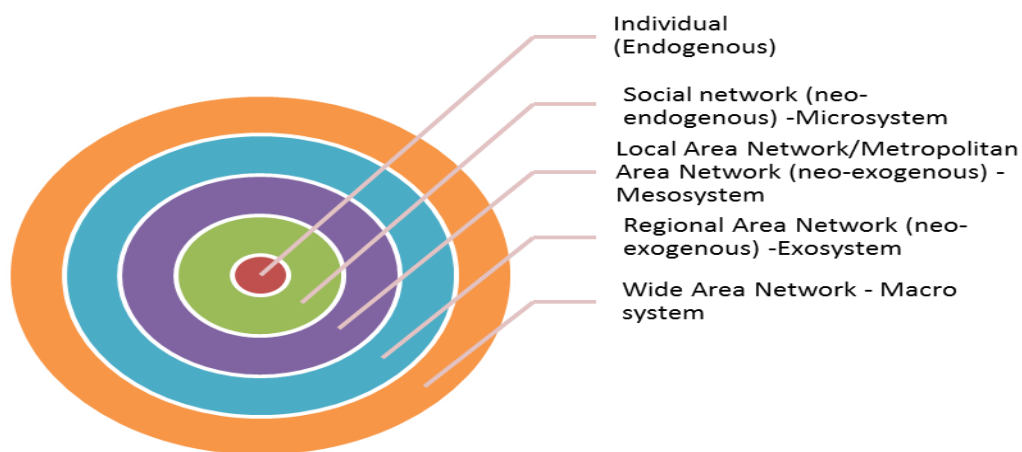 Individual
(Endogenous)
Social network (neo-
endogenous) -Microsystem
Local Area Network/Metropolitan
Area Network (neo-exogenous) -
Mesosystem
Regional Area Network (neo-
exogenous) -Exosystem
Wide Area Network - Macro
system